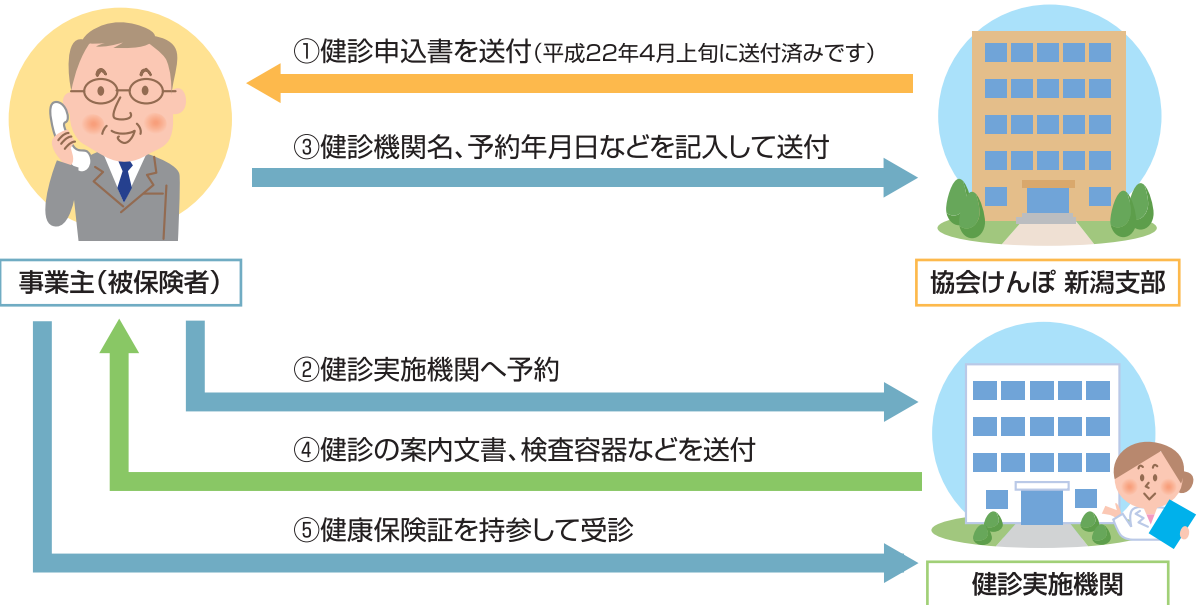 ①健診申込書を送付（平成22年4月上旬に送付済みです）
③健診機関名、予約年月日などを記入して送付
事業主（被保険者）
協会けんぽ 新潟支部
②健診実施機関へ予約
④健診の案内文書、検査容器などを送付
⑤健康保険証を持参して受診
健診実施機関